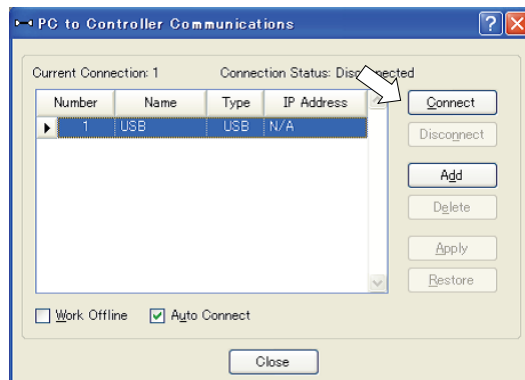 PC to Controller Communications
Current Connection: 1 Connection Status: Disconnected
Number Name Type IP Address
1 USB USB N/A
Connect
Disconnect
Add
Delete
Apply
Restore
Work Offline Auto Connect
Close